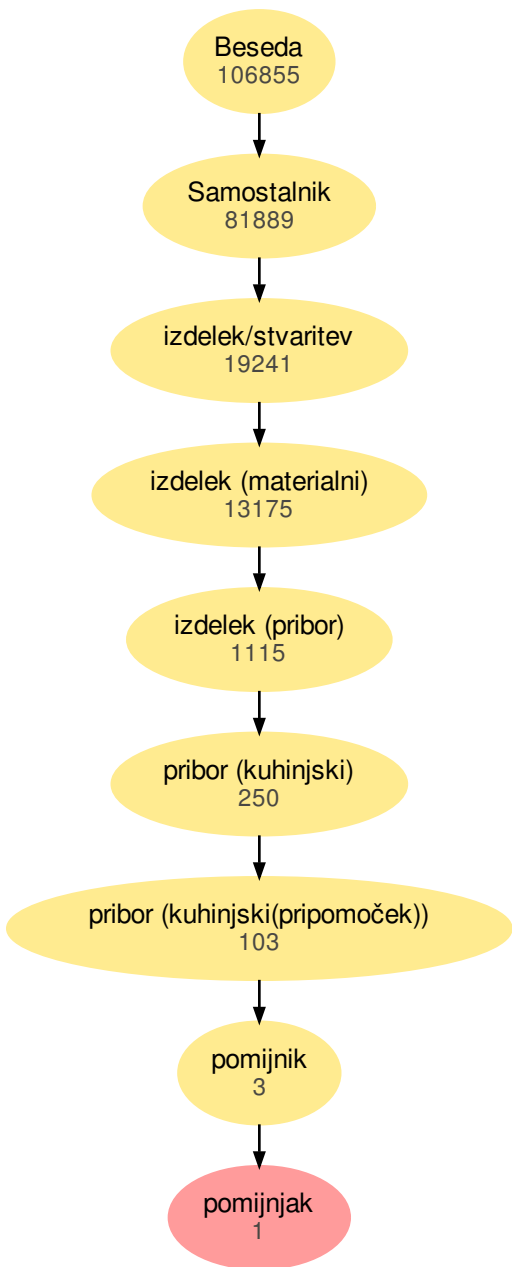 Beseda
106855
Samostalnik
81889
izdelek/stvaritev
19241
izdelek (materialni)
13175
izdelek (pribor)
1115
pribor (kuhinjski)
250
pribor (kuhinjski(pripomoček))
103
pomijnik
3
pomijnjak
1